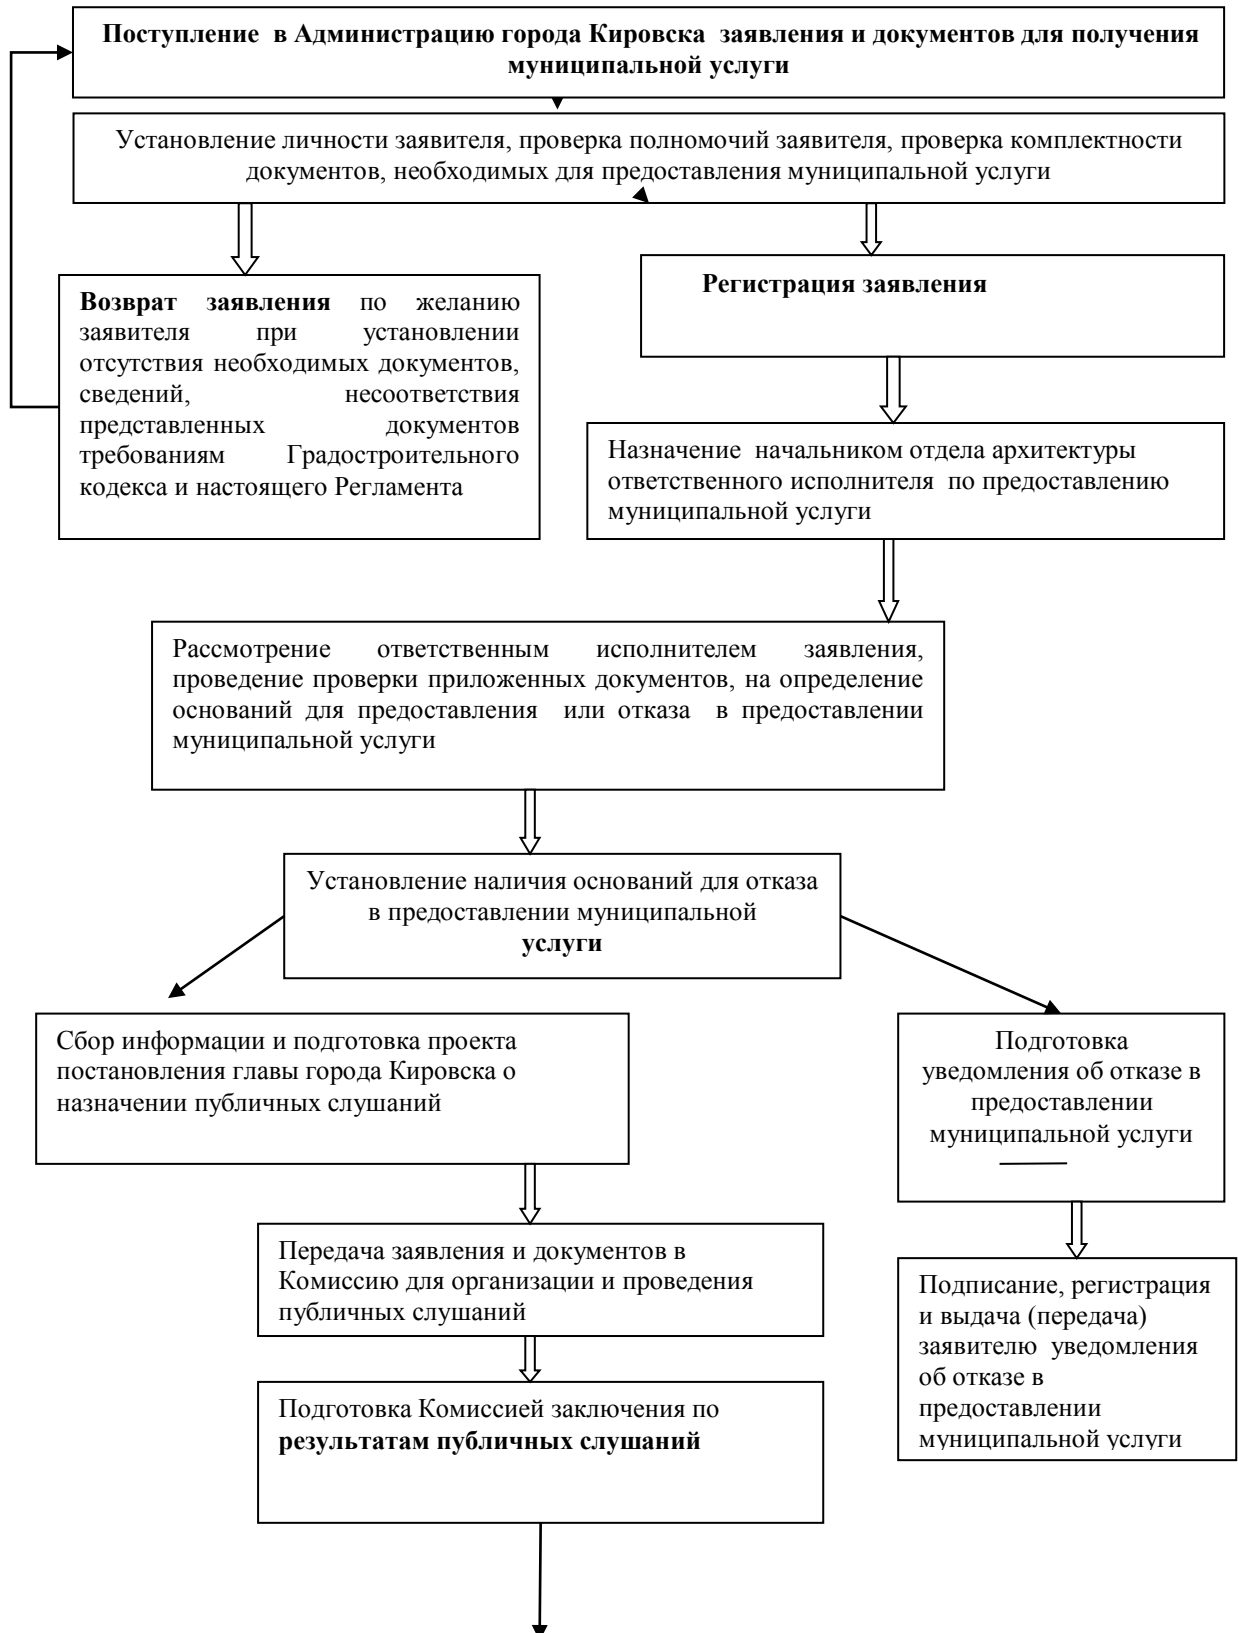 Поступление в Администрацию города Кировска заявления и документов для получения
муниципальной услуги
Установление личности заявителя, проверка полномочий заявителя, проверка комплектности
документов, необходимых для предоставления муниципальной услуги
Возврат заявления по желанию
заявителя при установлении
отсутствия необходимых документов,
сведений, несоответствия
представленных документов
требованиям Градостроительного
кодекса и настоящего Регламента
Регистрация заявления
Назначение начальником отдела архитектуры
ответственного исполнителя по предоставлению
муниципальной услуги
Рассмотрение ответственным исполнителем заявления,
проведение проверки приложенных документов, на определение
оснований для предоставления или отказа в предоставлении
муниципальной услуги
Установление наличия оснований для отказа
в предоставлении муниципальной
услуги
Сбор информации и подготовка проекта
постановления главы города Кировска о
назначении публичных слушаний
Подготовка
уведомления об отказе в
предоставлении
муниципальной услуги
Передача заявления и документов в
Комиссию для организации и проведения
публичных слушаний
Подписание, регистрация
и выдача (передача)
заявителю уведомления
об отказе в
предоставлении
муниципальной услуги
Подготовка Комиссией заключения по
результатам публичных слушаний